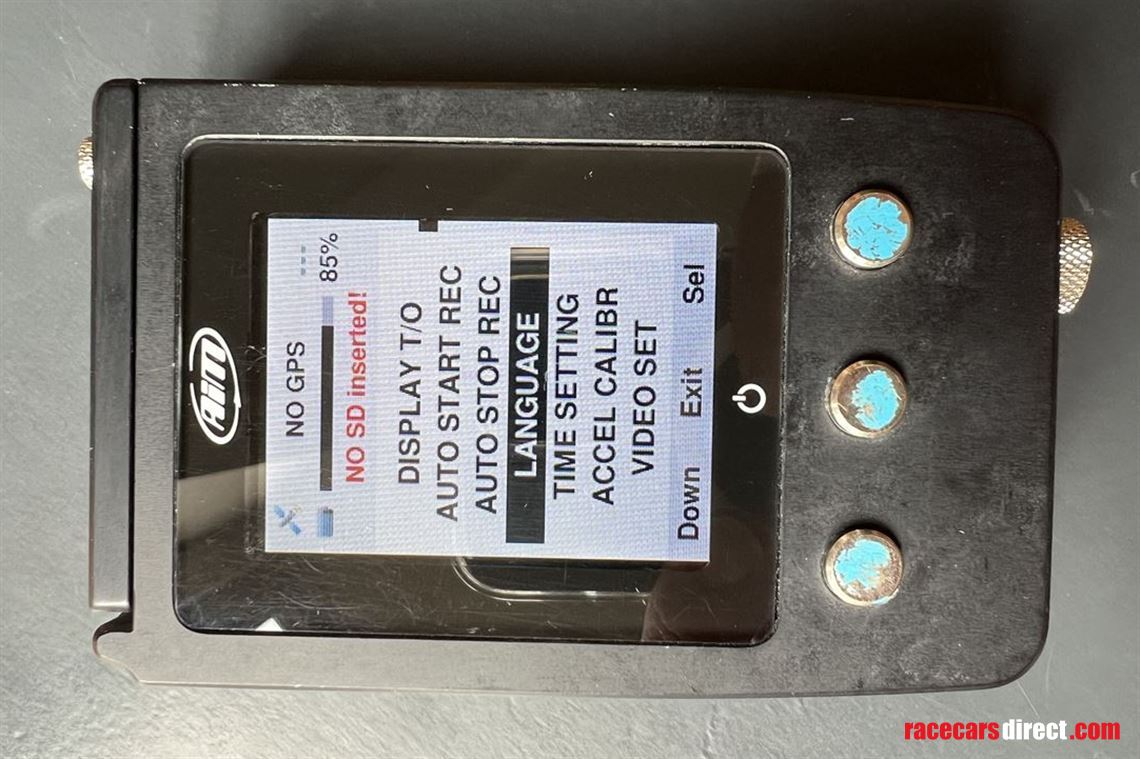 AiM
NO GPS
85%
NO SD inserted!
DISPLAY T/O
AUTO START REC
AUTO STOP REC
LANGUAGE
TIME SETTING
ACCEL CALIBR
VIDEO SET
Down Exit Sel
racecarsdirect.com